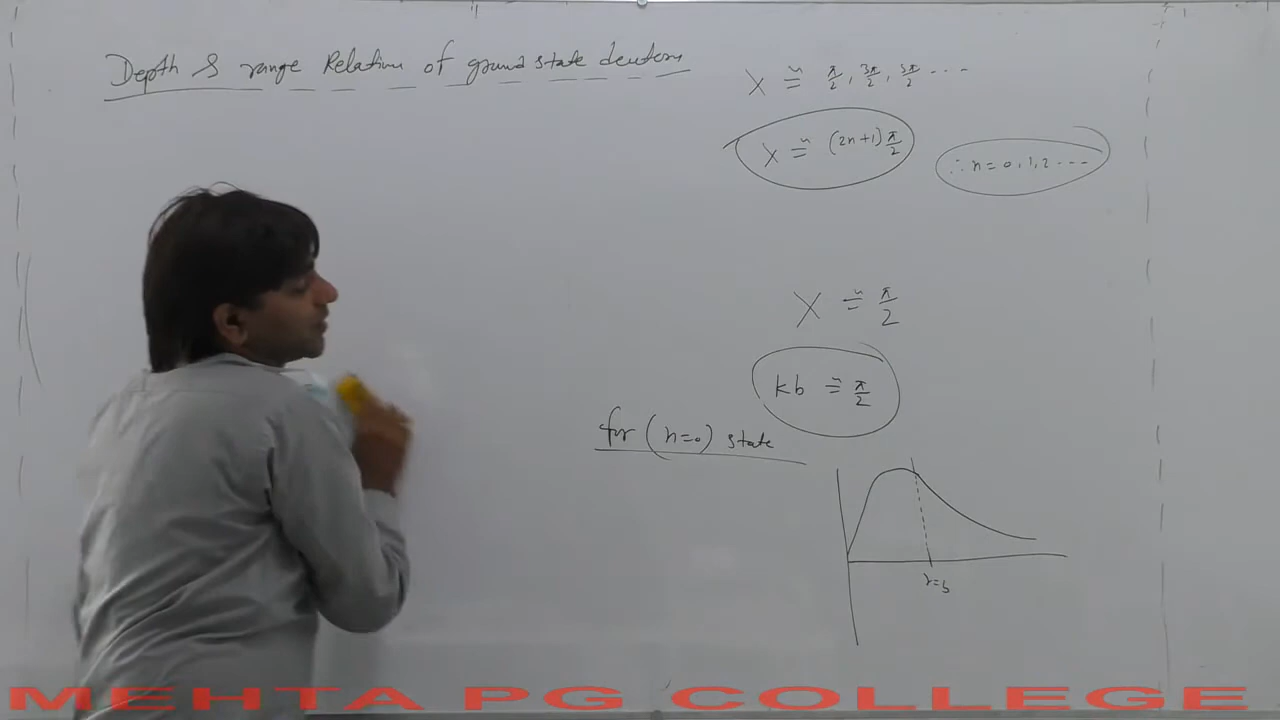 Depth & range Relation of ground state deuteron
X ≅ π/2, 3π/2, 5π/2 ....
X ≅ (2n+1) π/2
∴ n = 0, 1, 2 ....
X ≅ π/2
kb ≅ π/2
for (n=0) state
r=b
MEHTA PG COLLEGE